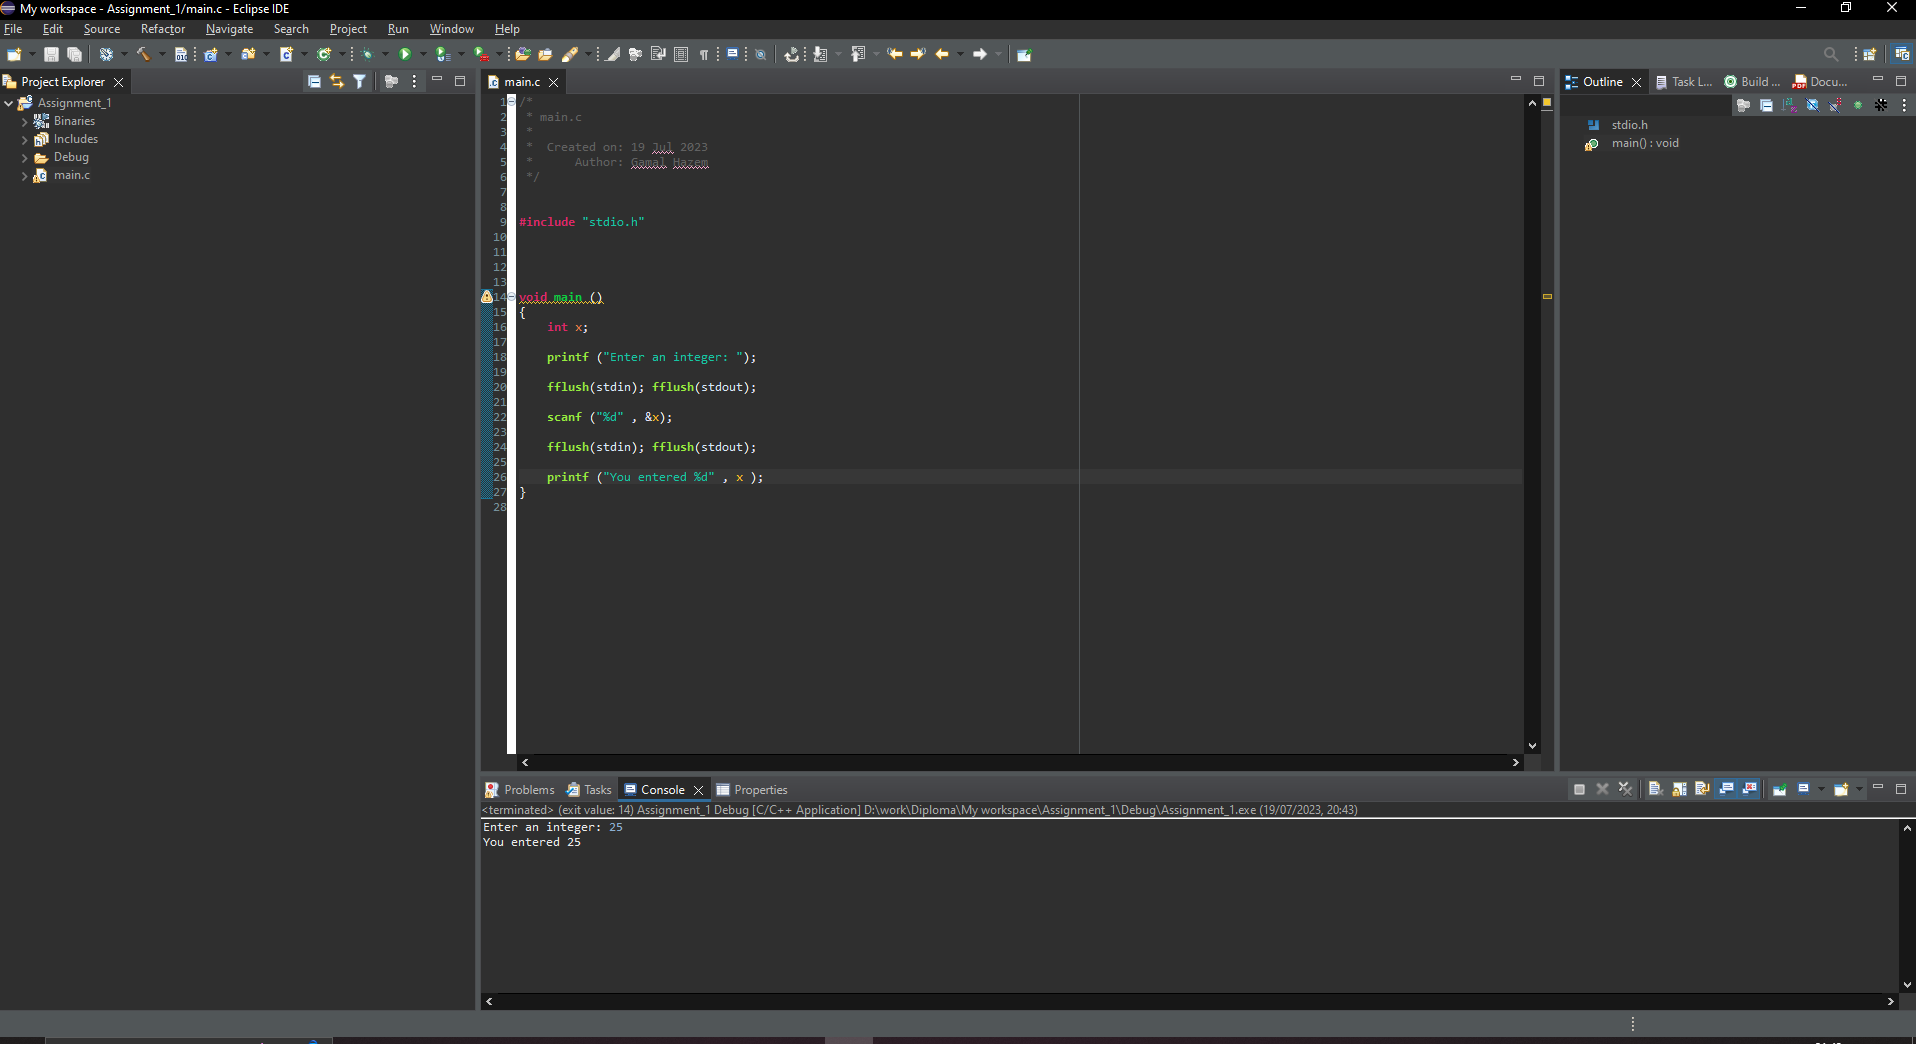 My workspace - Assignment_1/main.c - Eclipse IDE
File Edit Source Refactor Navigate Search Project Run Window Help
Project Explorer
Assignment_1
Binaries
Includes
Debug
main.c
main.c
1 /*
2 * main.c
3 *
4 * Created on: 19 Jul 2023
5 * Author: Gamal Hazem
6 */
7
8
9 #include "stdio.h"
10
11
12
13
14 void main ()
15 {
16 int x;
17
18 printf ("Enter an integer: ");
19
20 fflush(stdin); fflush(stdout);
21
22 scanf ("%d" , &x);
23
24 fflush(stdin); fflush(stdout);
25
26 printf ("You entered %d" , x );
27 }
28
Outline Task L... Build ... Docu...
stdio.h
main() : void
Problems Tasks Console Properties
<terminated> (exit value: 14) Assignment_1 Debug [C/C++ Application] D:\work\Diploma\My workspace\Assignment_1\Debug\Assignment_1.exe (19/07/2023, 20:43)
Enter an integer: 25
You entered 25